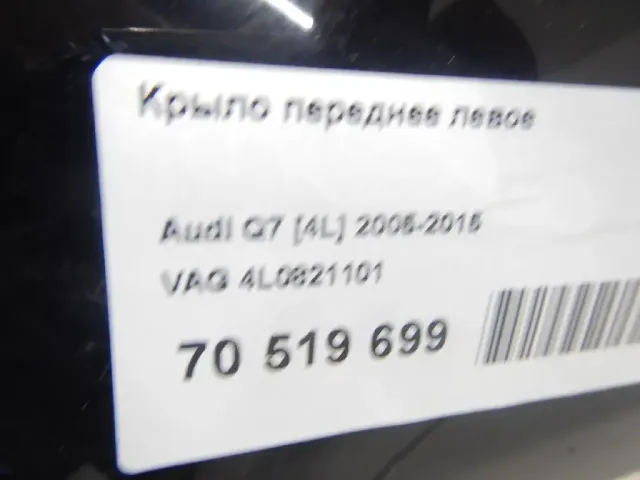 Крыло переднее левое
Audi Q7 [4L] 2005-2015
VAG 4L0821101
70 519 699